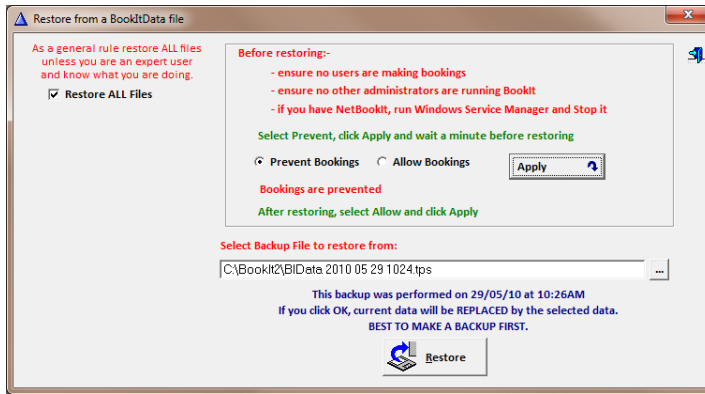 Restore from a BookItData file
As a general rule restore ALL files
unless you are an expert user
and know what you are doing.
Restore ALL Files
Before restoring:-
- ensure no users are making bookings
- ensure no other administrators are running BookIt
- if you have NetBookIt, run Windows Service Manager and Stop it
Select Prevent, click Apply and wait a minute before restoring
Prevent Bookings
Allow Bookings
Apply
Bookings are prevented
After restoring, select Allow and click Apply
Select Backup File to restore from:
C:\BookIt2\BIData 2010 05 29 1024.tps
...
This backup was performed on 29/05/10 at 10:26AM
If you click OK, current data will be REPLACED by the selected data.
BEST TO MAKE A BACKUP FIRST.
Restore